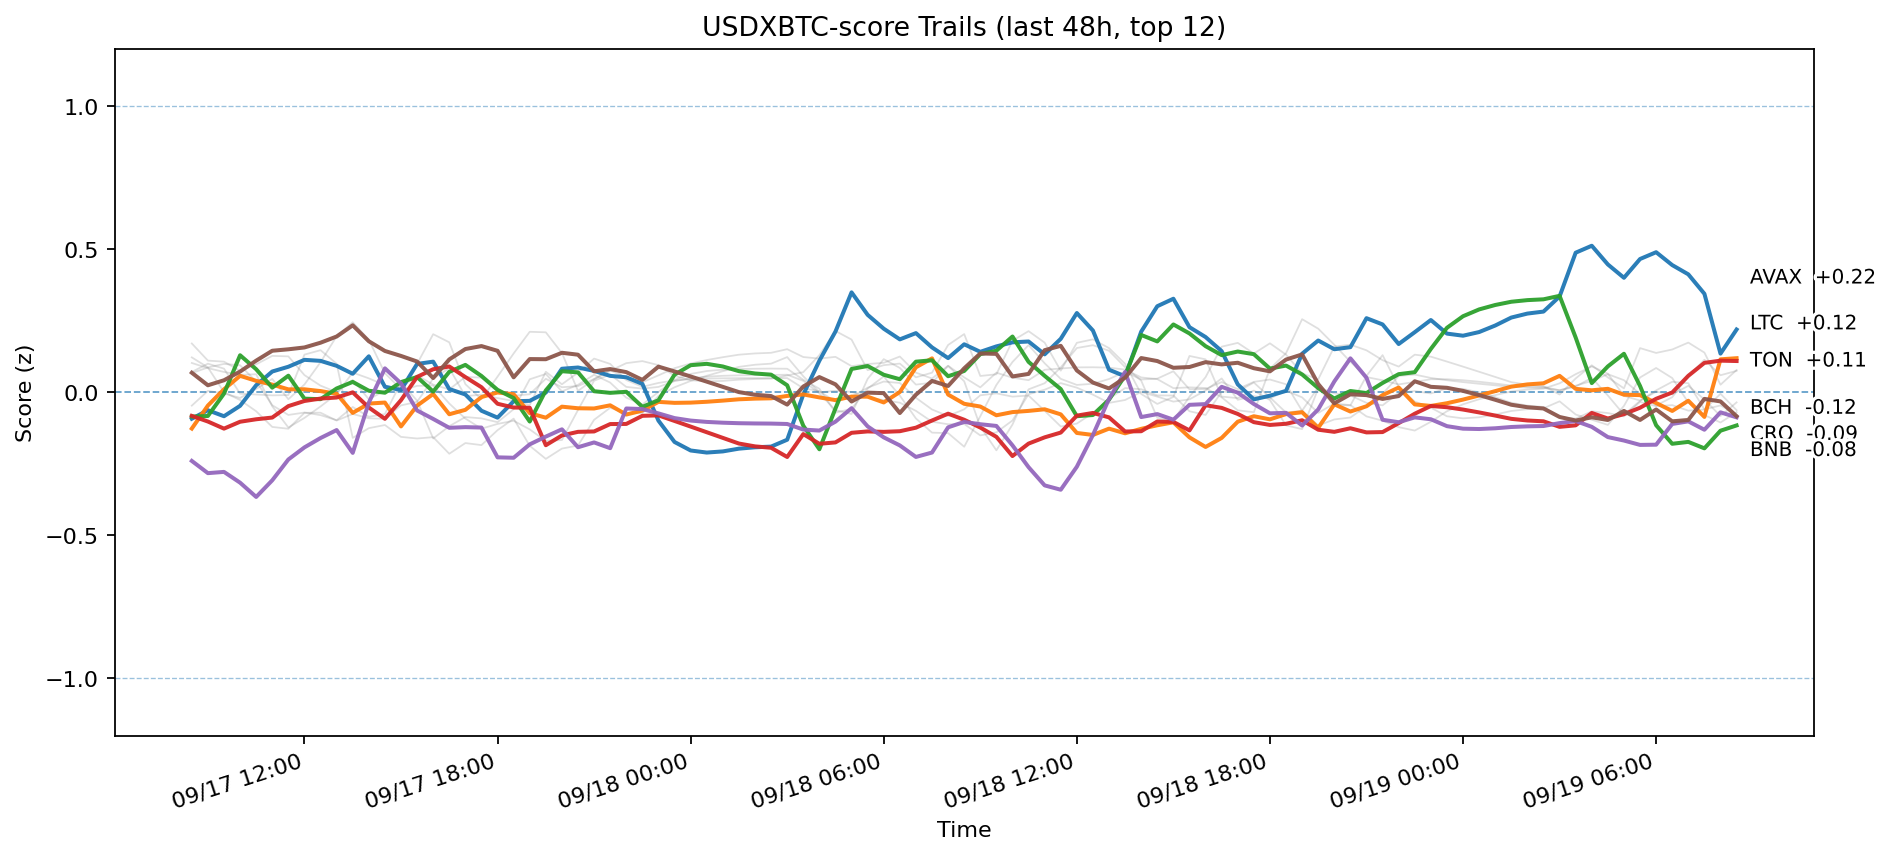 USDXBTC-score Trails (last 48h, top 12)
Score (z)
1.0
0.5
0.0
−0.5
−1.0
AVAX +0.22
LTC +0.12
TON +0.11
BCH -0.12
CRO -0.09
BNB -0.08
09/17 12:00
09/17 18:00
09/18 00:00
09/18 06:00
09/18 12:00
09/18 18:00
09/19 00:00
09/19 06:00
Time